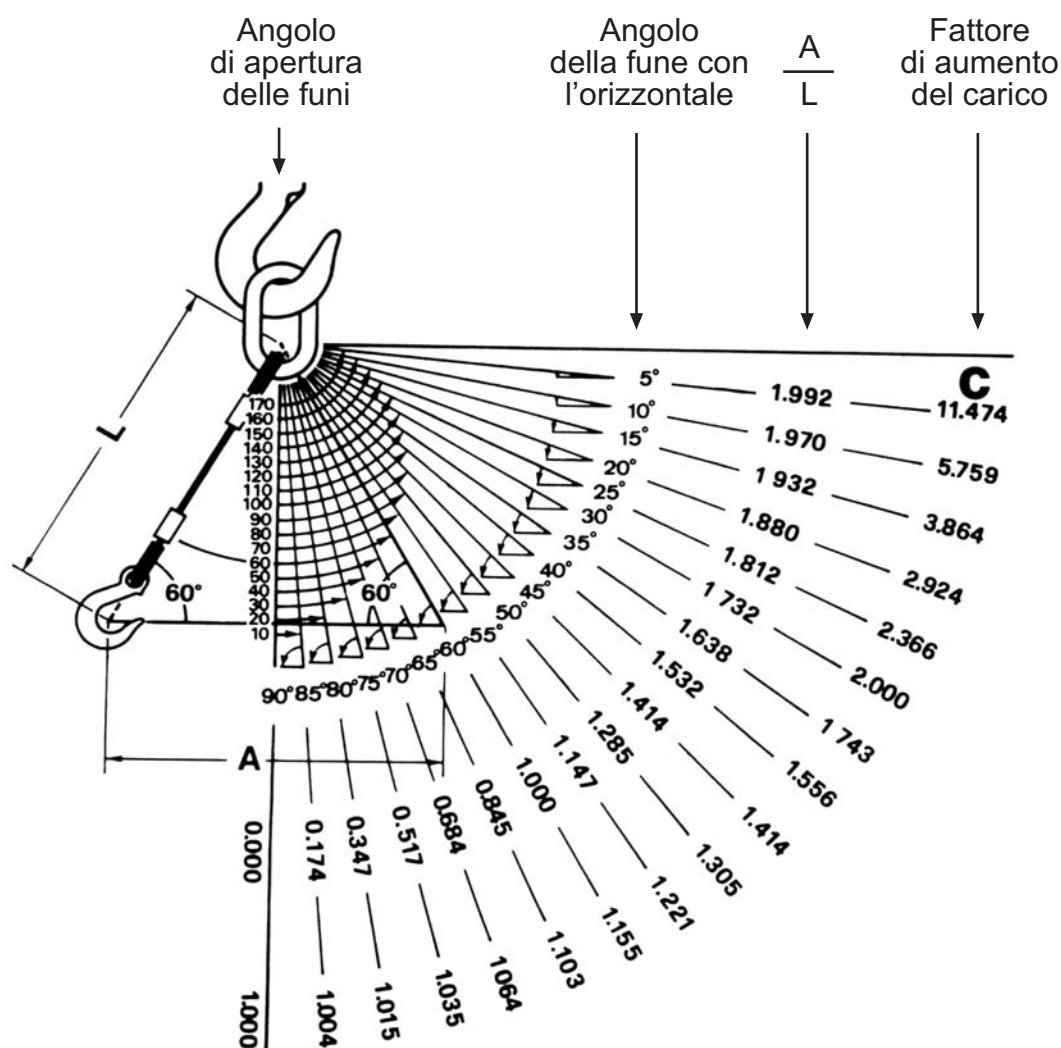 Angolo
di apertura
delle funi
Angolo
della fune con
l'orizzontale
A
L
Fattore
di aumento
del carico
L
C
170
160
150
140
130
120
110
100
90
80
70
60
50
40
30
20
10
60°
60°
A
5° 1.992 11.474
10° 1.970 5.759
15° 1 932 3.864
20° 1.880 2.924
25° 1.812 2.366
30° 1 732 2.000
35° 1.638 1 743
40° 1.532 1.556
45° 1.414 1.414
50° 1.285 1.305
55° 1.147 1.221
60° 1.000 1.155
65° 0.845 1.103
70° 0.684 1064
75° 0.517 1.035
80° 0.347 1.015
85° 0.174 1.004
90° 0.000 1.000